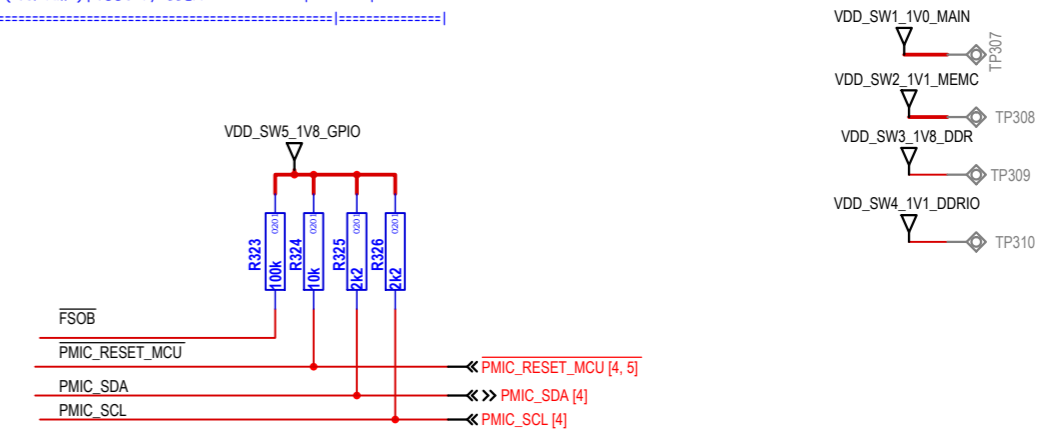 =================================================|===============|
VDD_SW1_1V0_MAIN
TP307
VDD_SW2_1V1_MEMC
TP308
VDD_SW3_1V8_DDR
TP309
VDD_SW4_1V1_DDRIO
TP310
VDD_SW5_1V8_GPIO
R323
100k
0201
R324
10k
0201
R325
2k2
0201
R326
2k2
0201
FSOB
PMIC_RESET_MCU
PMIC_RESET_MCU [4, 5]
PMIC_SDA
PMIC_SDA [4]
PMIC_SCL
PMIC_SCL [4]